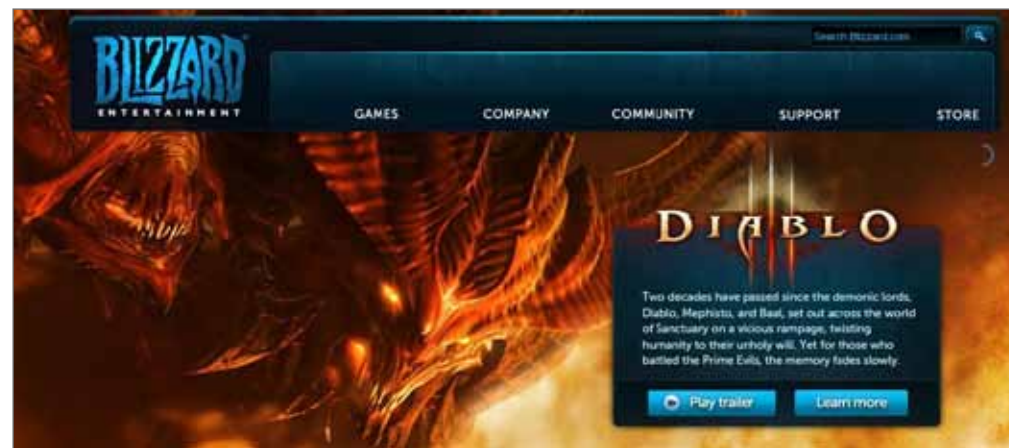 Search Blizzard.com
BLIZZARD
ENTERTAINMENT
GAMES COMPANY COMMUNITY SUPPORT STORE
DIABLO
III
Two decades have passed since the demonic lords,
Diablo, Mephisto, and Baal, set out across the world
of Sanctuary on a vicious rampage, twisting
humanity to their unholy will. Yet for those who
battled the Prime Evils, the memory fades slowly.
Play trailer Learn more